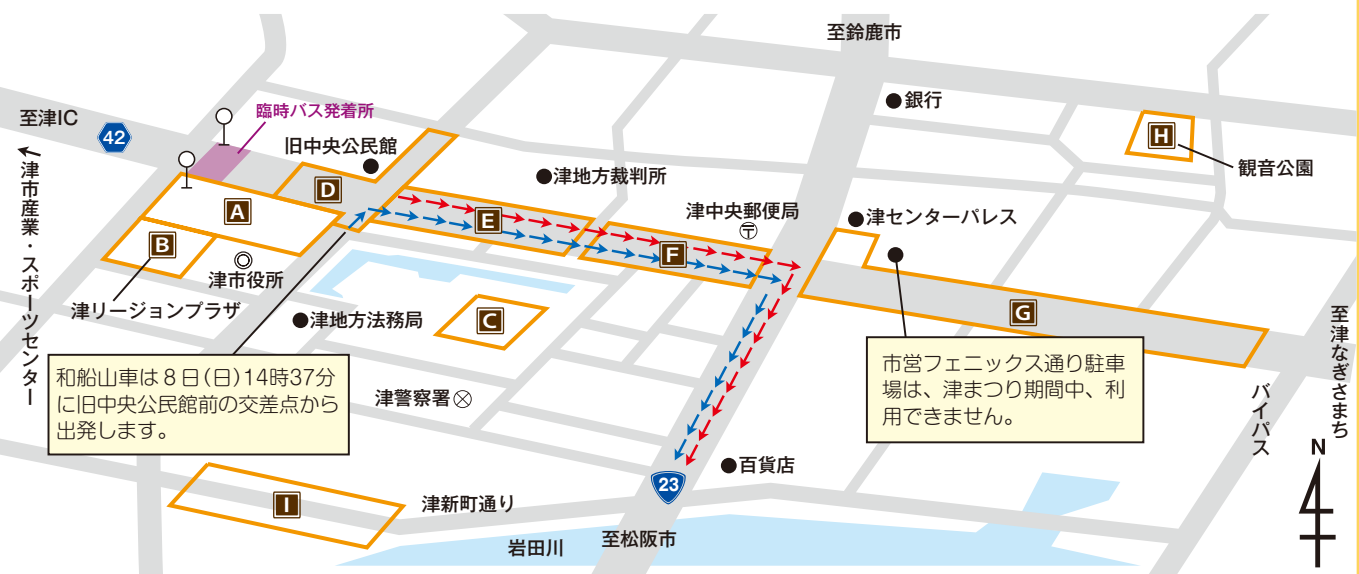 至鈴鹿市
銀行
至津IC
42
臨時バス発着所
旧中央公民館
津市産業・スポーツセンター
D
A
B
津市役所
津リージョンプラザ
津地方裁判所
津中央郵便局
〒
E
F
津センターパレス
H
観音公園
G
C
津地方法務局
至津なぎさまち
バイパス
和船山車は8日(日)14時37分
に旧中央公民館前の交差点から
出発します。
市営フェニックス通り駐車
場は、津まつり期間中、利
用できません。
津警察署
百貨店
23
I
津新町通り
岩田川
至松阪市
N